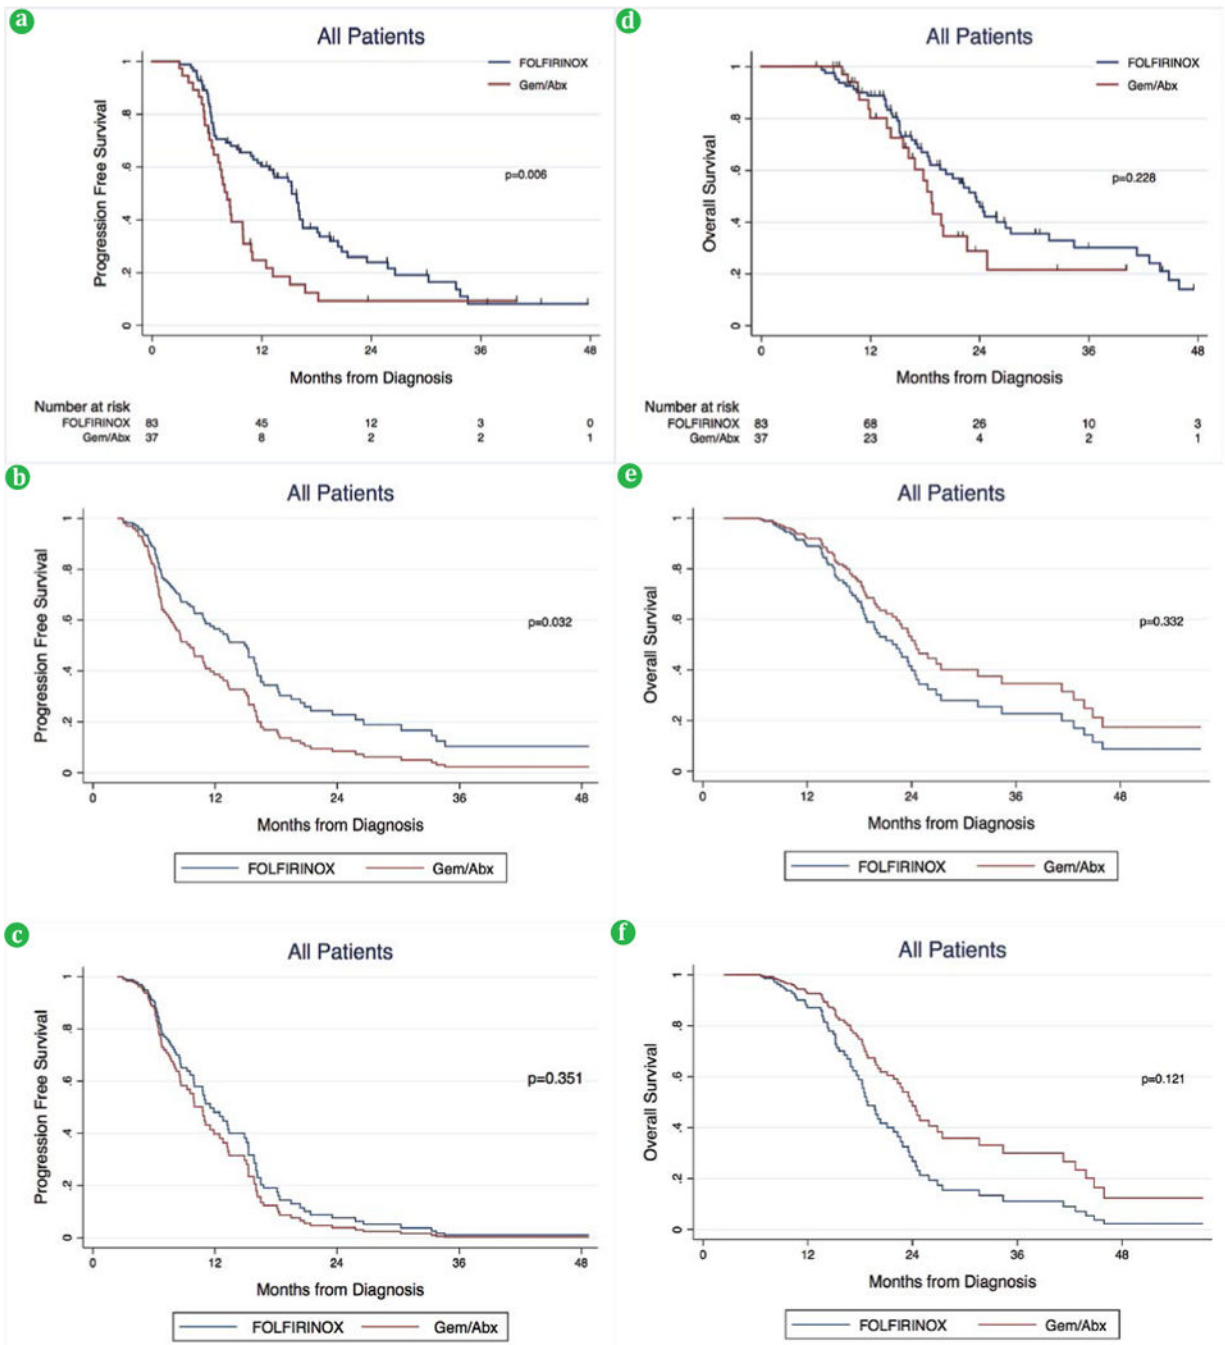 a
All Patients
FOLFIRINOX
Gem/Abx
p=0.006
Progression Free Survival
1
.8
.6
.4
.2
0
0 12 24 36 48
Months from Diagnosis
Number at risk
FOLFIRINOX 83 45 12 3 0
Gem/Abx 37 8 2 2 1
d
All Patients
FOLFIRINOX
Gem/Abx
p=0.228
Overall Survival
1
.8
.6
.4
.2
0
0 12 24 36 48
Months from Diagnosis
Number at risk
FOLFIRINOX 83 68 26 10 3
Gem/Abx 37 23 4 2 1
b
All Patients
p=0.032
Progression Free Survival
1
.8
.6
.4
.2
0
0 12 24 36 48
Months from Diagnosis
FOLFIRINOX Gem/Abx
e
All Patients
p=0.332
Overall Survival
1
.8
.6
.4
.2
0
0 12 24 36 48
Months from Diagnosis
FOLFIRINOX Gem/Abx
c
All Patients
p=0.351
Progression Free Survival
1
.8
.6
.4
.2
0
0 12 24 36 48
Months from Diagnosis
FOLFIRINOX Gem/Abx
f
All Patients
p=0.121
Overall Survival
1
.8
.6
.4
.2
0
0 12 24 36 48
Months from Diagnosis
FOLFIRINOX Gem/Abx